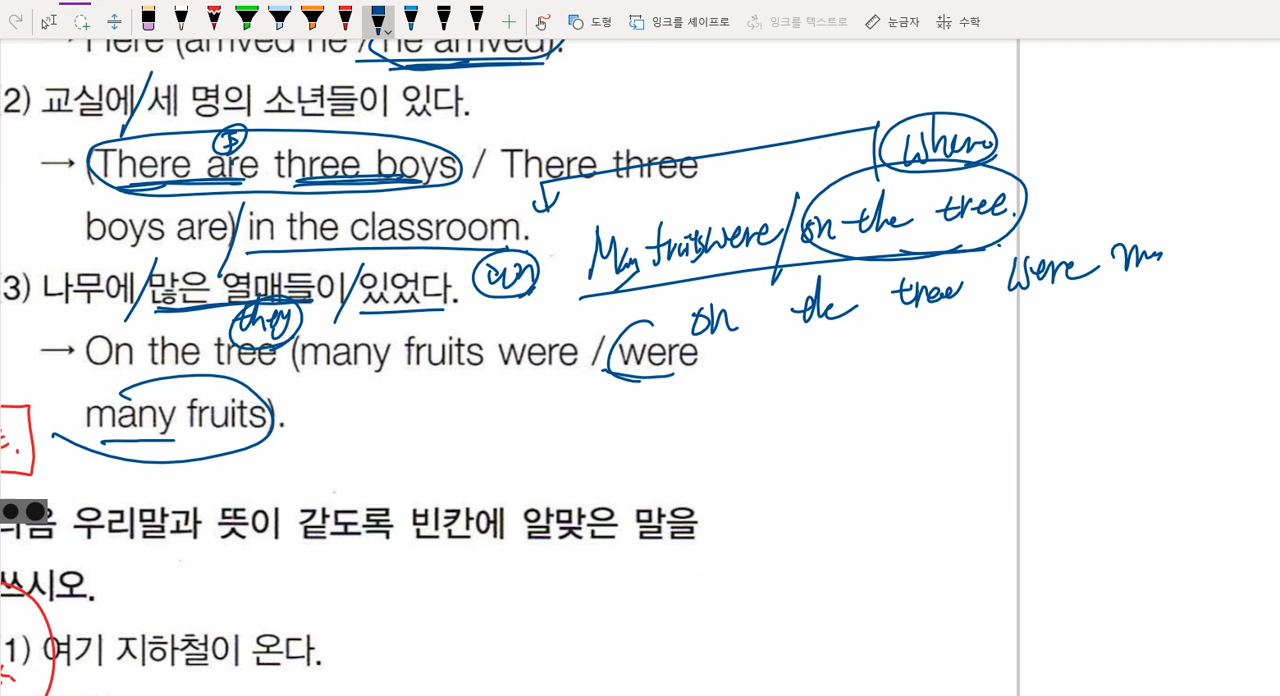 도형 잉크를 셰이프로 잉크를 텍스트로 눈금자 수학
→ Here (arrived he / he arrived).
2) 교실에 세 명의 소년들이 있다.
→ (There are three boys / There three
boys are) in the classroom.
where
Many fruits were / on the tree.
3) 나무에 많은 열매들이 있었다.
they
on the tree were
→ On the tree (many fruits were / were
many fruits).
다음 우리말과 뜻이 같도록 빈칸에 알맞은 말을
쓰시오.
1) 여기 지하철이 온다.